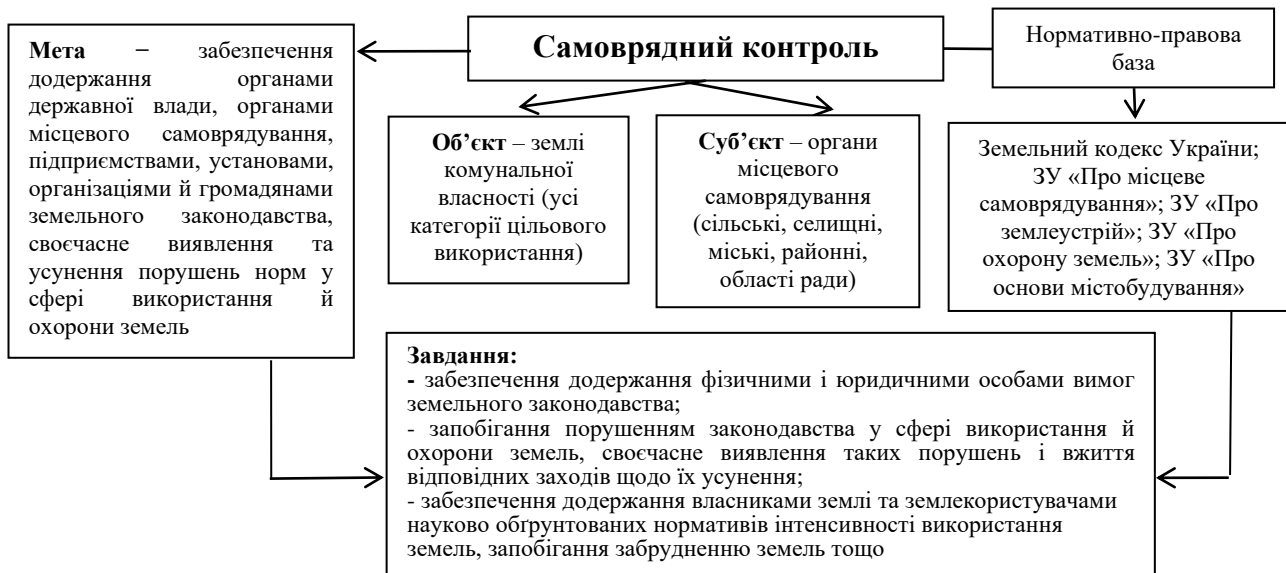 Самоврядний контроль
Мета – забезпечення
додержання органами
державної влади, органами
місцевого самоврядування,
підприємствами, установами,
організаціями й громадянами
земельного законодавства,
своєчасне виявлення та
усунення порушень норм у
сфері використання й
охорони земель
Об’єкт – землі
комунальної
власності (усі
категорії цільового
використання)
Суб’єкт – органи
місцевого
самоврядування
(сільські, селищні,
міські, районні,
області ради)
Нормативно-правова
база
Земельний кодекс України;
ЗУ «Про місцеве
самоврядування»; ЗУ «Про
землеустрій»; ЗУ «Про
охорону земель»; ЗУ «Про
основи містобудування»
Завдання:
- забезпечення додержання фізичними і юридичними особами вимог
земельного законодавства;
- запобігання порушенням законодавства у сфері використання й
охорони земель, своєчасне виявлення таких порушень і вжиття
відповідних заходів щодо їх усунення;
- забезпечення додержання власниками землі та землекористувачами
науково обґрунтованих нормативів інтенсивності використання
земель, запобігання забрудненню земель тощо